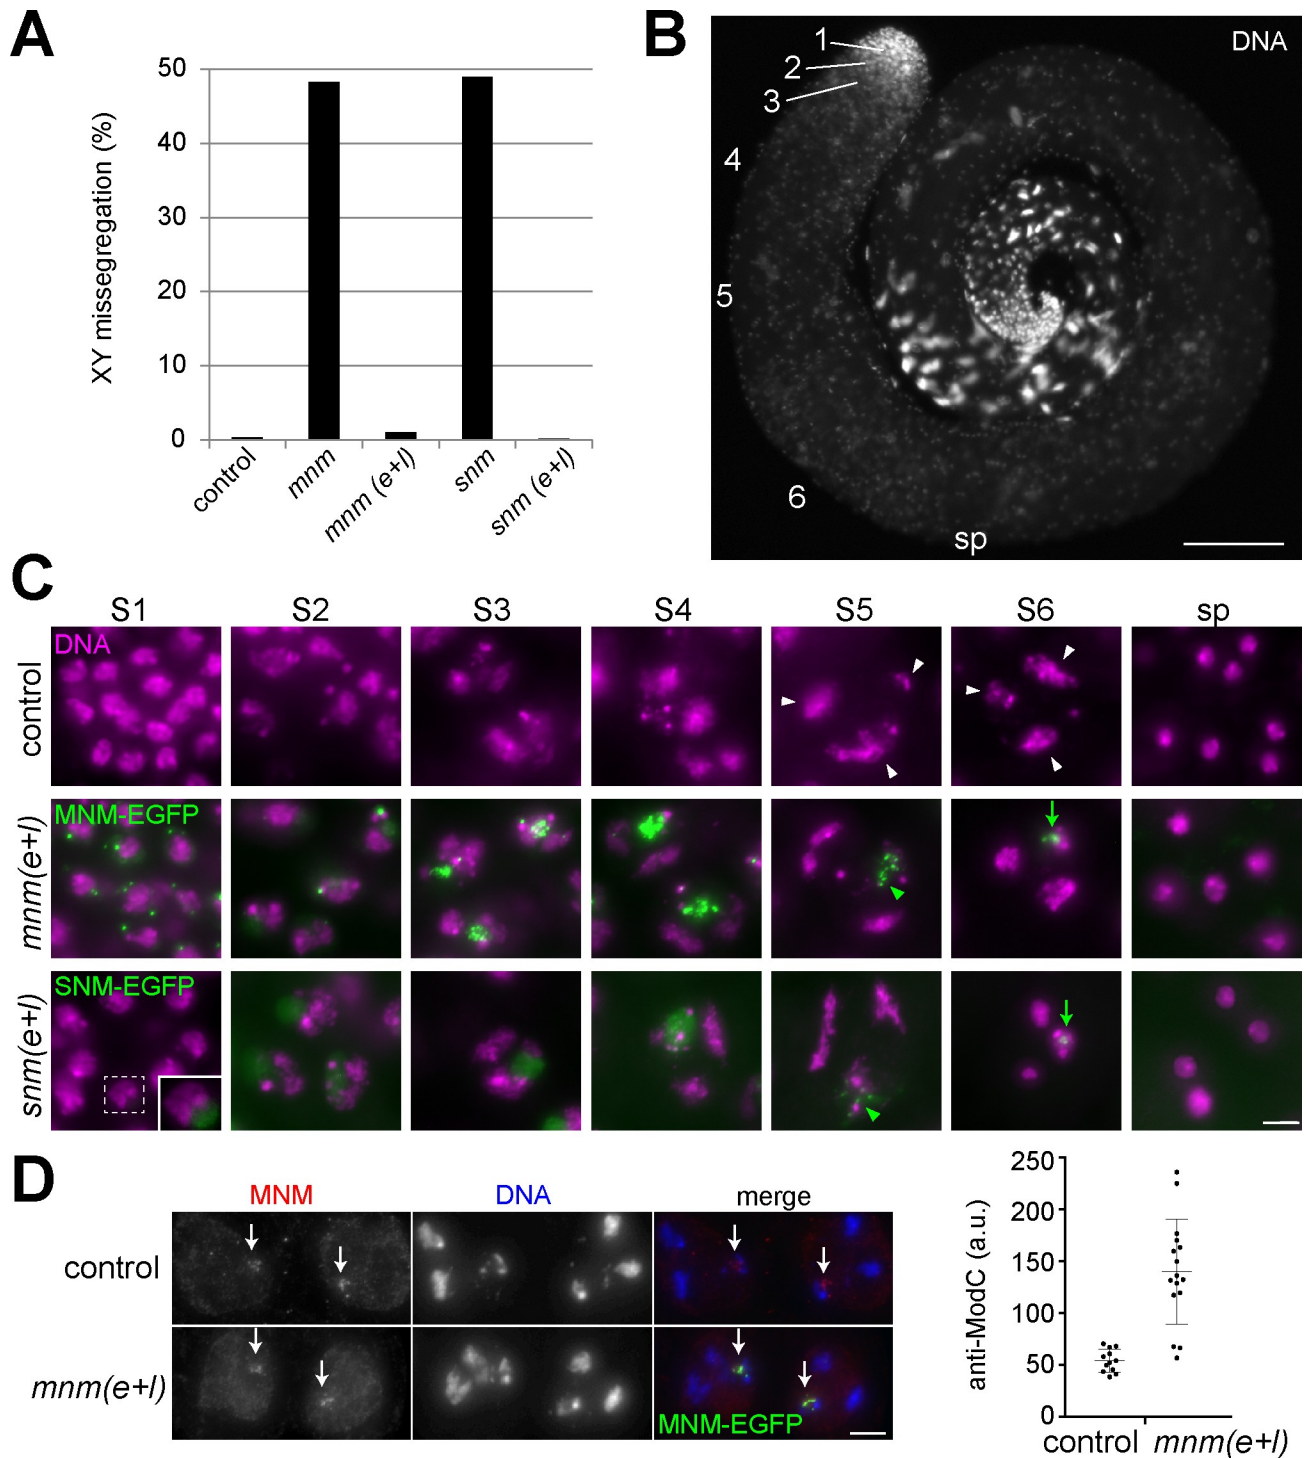 A
XY missegregation (%)
50
40
30
20
10
0
control
mnm
mnm (e+l)
snm
snm (e+l)
B
DNA
1
2
3
4
5
6
sp
C
S1 S2 S3 S4 S5 S6 sp
control
DNA
mnm(e+l)
MNM-EGFP
snm(e+l)
SNM-EGFP
D
MNM DNA merge
control
mnm(e+l)
MNM-EGFP
anti-ModC (a.u.)
250
200
150
100
50
0
control mnm(e+l)